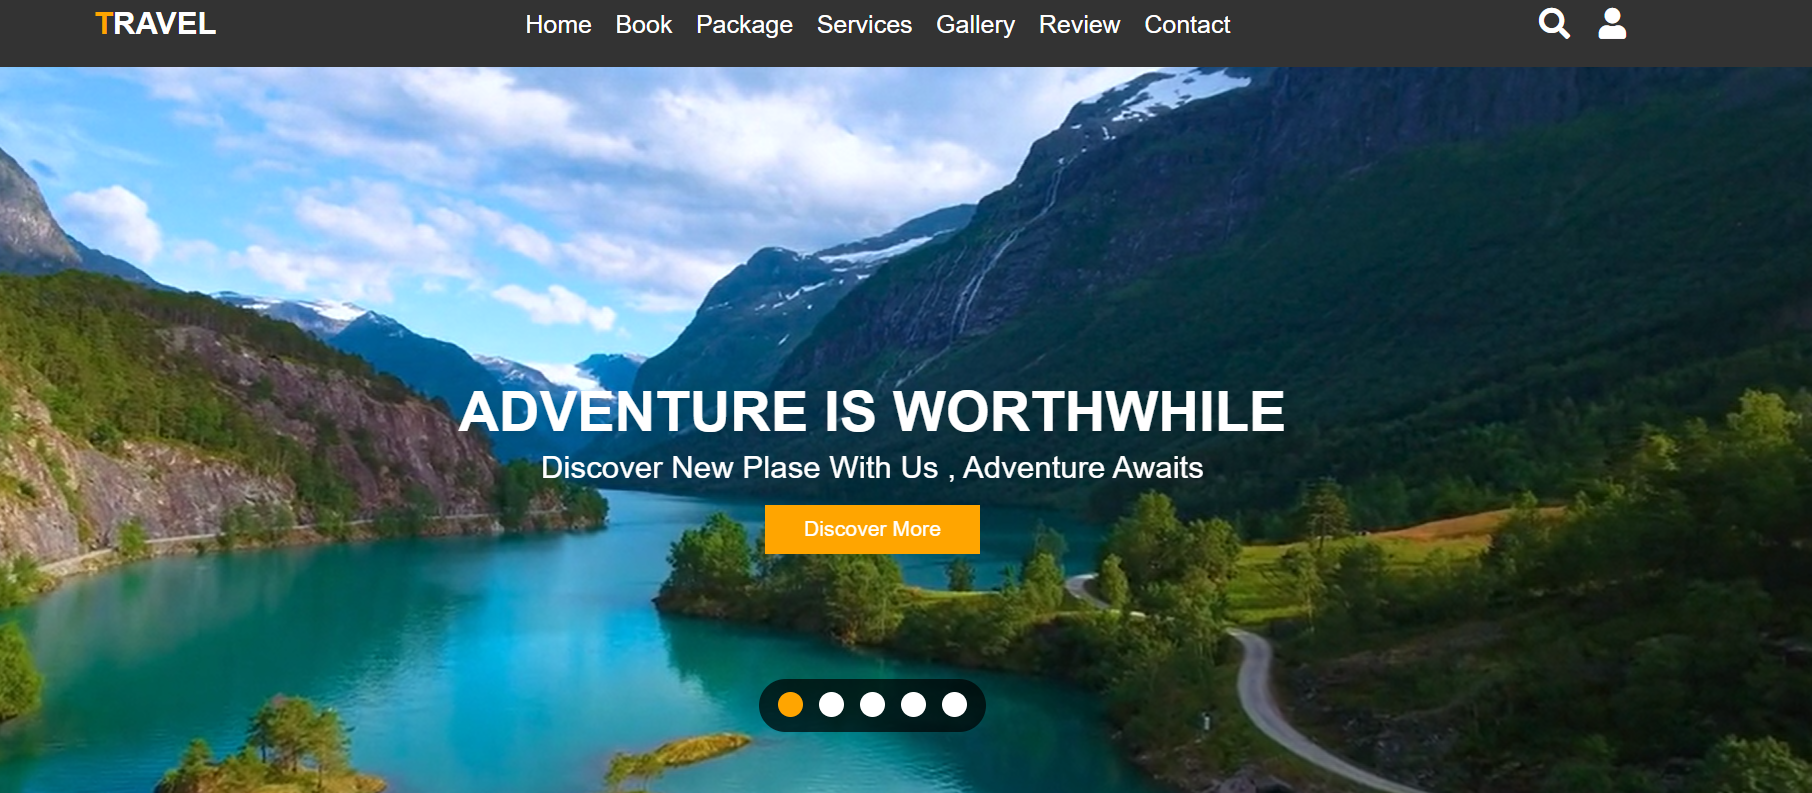 TRAVEL Home Book Package Services Gallery Review Contact
ADVENTURE IS WORTHWHILE
Discover New Plase With Us , Adventure Awaits
Discover More